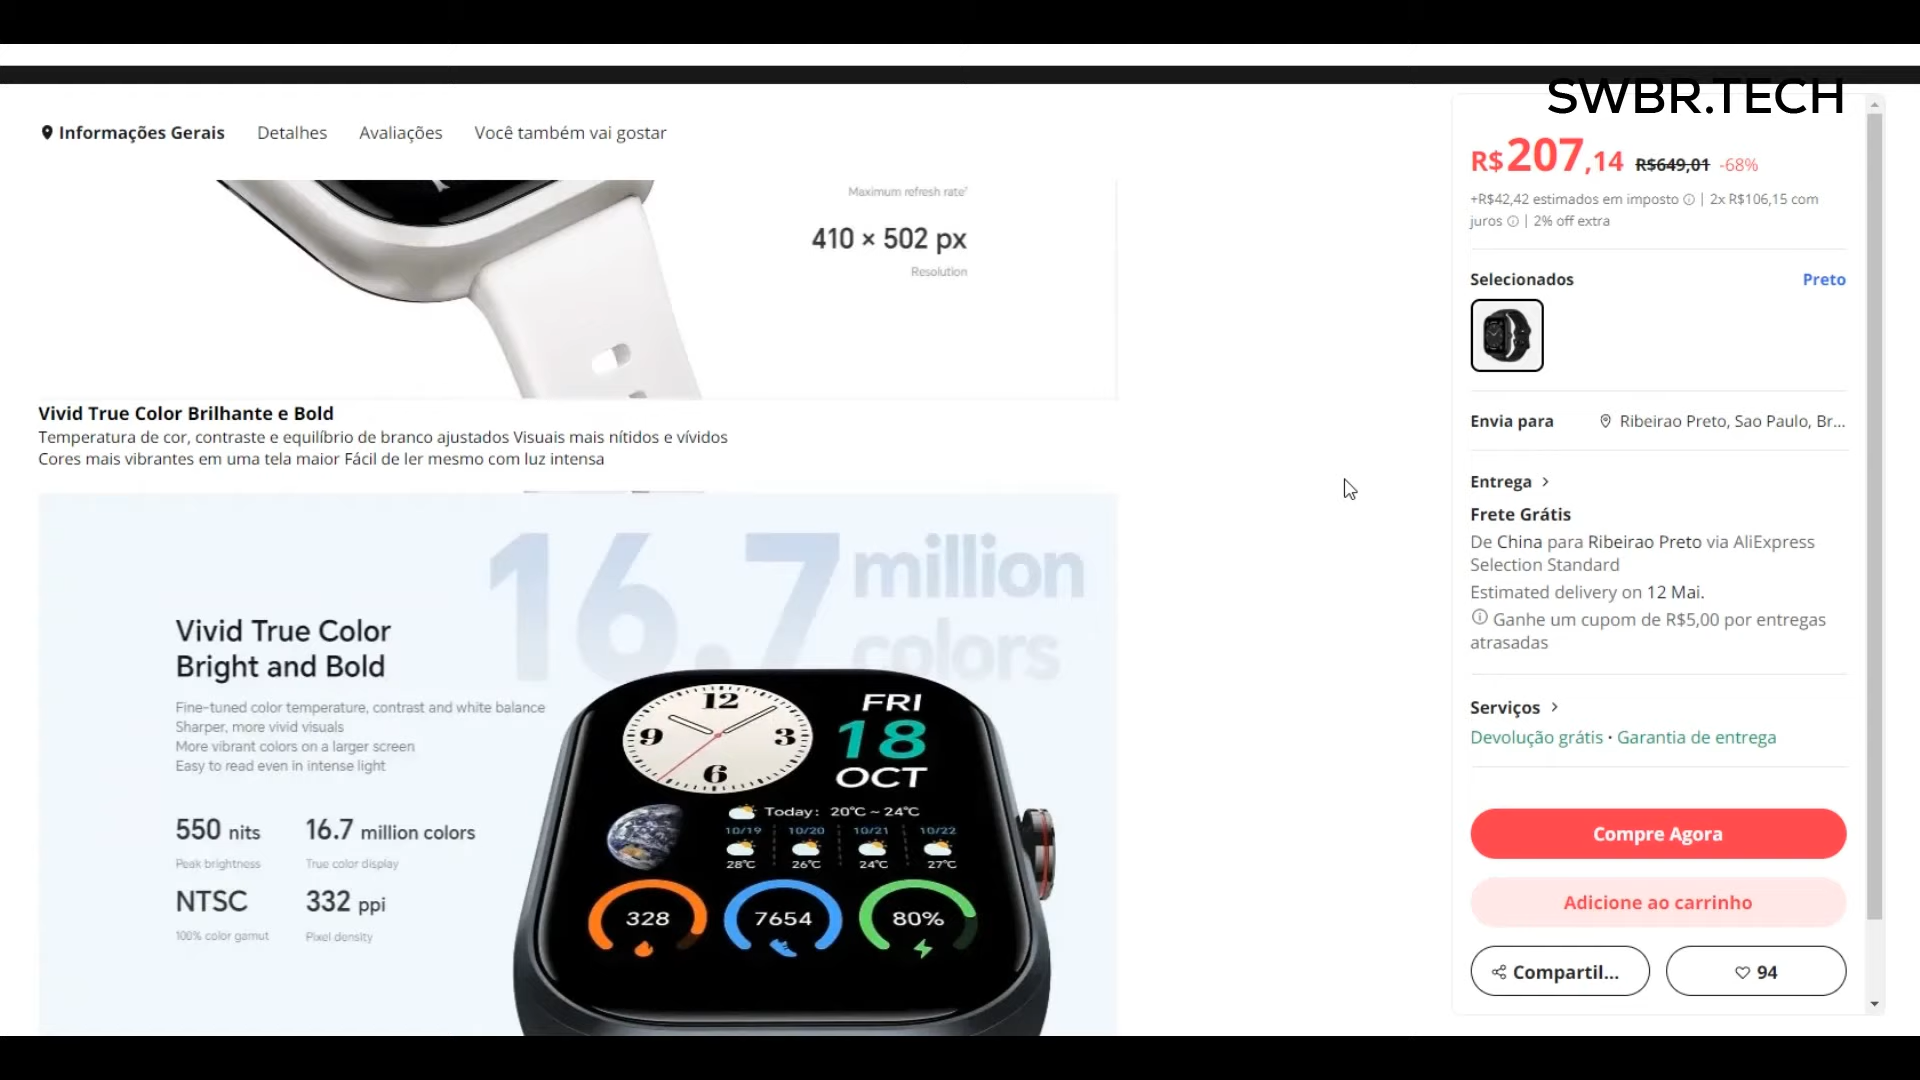 SWBR.TECH
Informações Gerais
Detalhes
Avaliações
Você também vai gostar
Maximum refresh rate
410 × 502 px
Resolution
Vivid True Color Brilhante e Bold
Temperatura de cor, contraste e equilíbrio de branco ajustados Visuais mais nítidos e vívidos
Cores mais vibrantes em uma tela maior Fácil de ler mesmo com luz intensa
16.7 million
colors
Vivid True Color
Bright and Bold
Fine-tuned color temperature, contrast and white balance
Sharper, more vivid visuals
More vibrant colors on a larger screen
Easy to read even in intense light
550 nits
Peak brightness
16.7 million colors
True color display
NTSC
100% color gamut
332 ppi
Pixel density
12
9
3
6
FRI
18
OCT
Today: 20°C ~ 24°C
10/19 10/20 10/21 10/22
28°C 26°C 24°C 27°C
328
7654
80%
R$207,14 R$649,01 -68%
+R$42,42 estimados em imposto | 2x R$106,15 com
juros | 2% off extra
Selecionados
Preto
Envia para
Ribeirao Preto, Sao Paulo, Br...
Entrega >
Frete Grátis
De China para Ribeirao Preto via AliExpress
Selection Standard
Estimated delivery on 12 Mai.
Ganhe um cupom de R$5,00 por entregas
atrasadas
Serviços >
Devolução grátis · Garantia de entrega
Compre Agora
Adicione ao carrinho
Compartil...
94